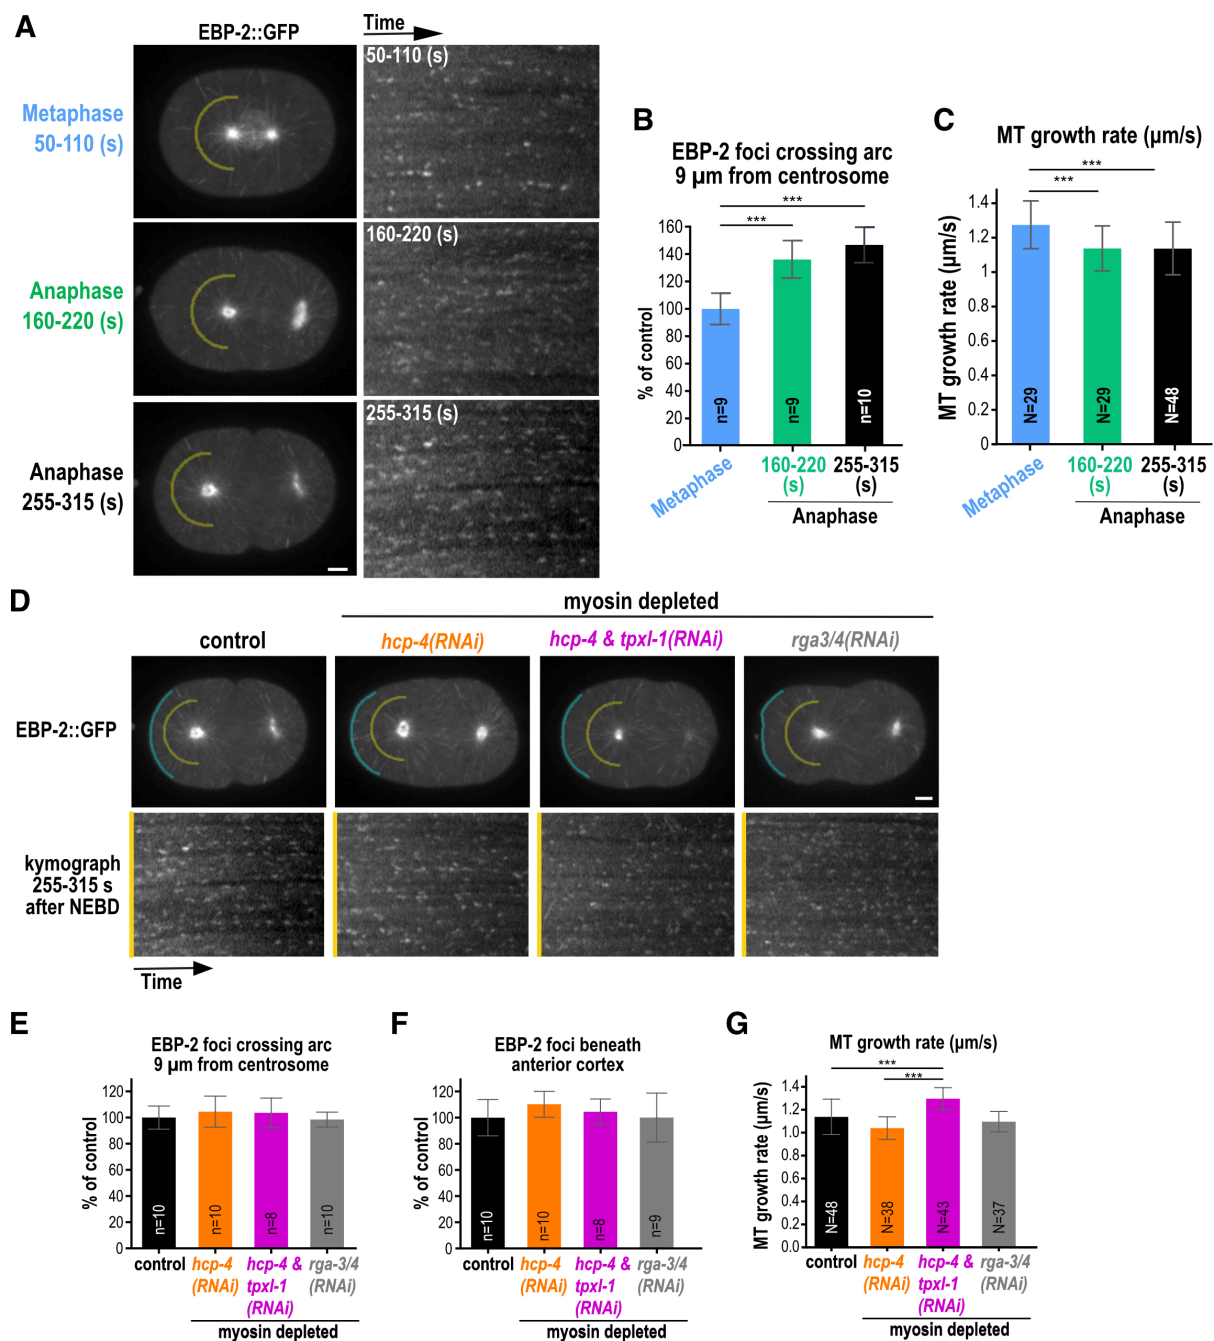 A
EBP-2::GFP
Time
Metaphase
50-110 (s)
50-110 (s)
Anaphase
160-220 (s)
160-220 (s)
Anaphase
255-315 (s)
255-315 (s)
B
EBP-2 foci crossing arc
9 µm from centrosome
***
***
% of control
160
140
120
100
80
60
40
20
0
n=9
n=9
n=10
Metaphase
160-220
(s)
255-315
(s)
Anaphase
C
MT growth rate (µm/s)
***
***
MT growth rate (µm/s)
1.4
1.2
1
0.8
0.6
0.4
0.2
0
N=29
N=29
N=48
Metaphase
160-220
(s)
255-315
(s)
Anaphase
D
myosin depleted
control
hcp-4(RNAi)
hcp-4 & tpxl-1(RNAi)
rga3/4(RNAi)
EBP-2::GFP
kymograph
255-315 s
after NEBD
Time
E
EBP-2 foci crossing arc
9 µm from centrosome
% of control
120
100
80
60
40
20
0
n=10
n=10
n=8
n=10
control
hcp-4
(RNAi)
hcp-4 &
tpxl-1
(RNAi)
rga-3/4
(RNAi)
myosin depleted
F
EBP-2 foci beneath
anterior cortex
% of control
120
100
80
60
40
20
0
n=10
n=10
n=8
n=9
control
hcp-4
(RNAi)
hcp-4 &
tpxl-1
(RNAi)
rga-3/4
(RNAi)
myosin depleted
G
MT growth rate (µm/s)
***
***
MT growth rate (µm/s)
1.4
1.2
1.0
0.8
0.6
0.4
0.2
0.0
N=48
N=38
N=43
N=37
control
hcp-4
(RNAi)
hcp-4 &
tpxl-1
(RNAi)
rga-3/4
(RNAi)
myosin depleted